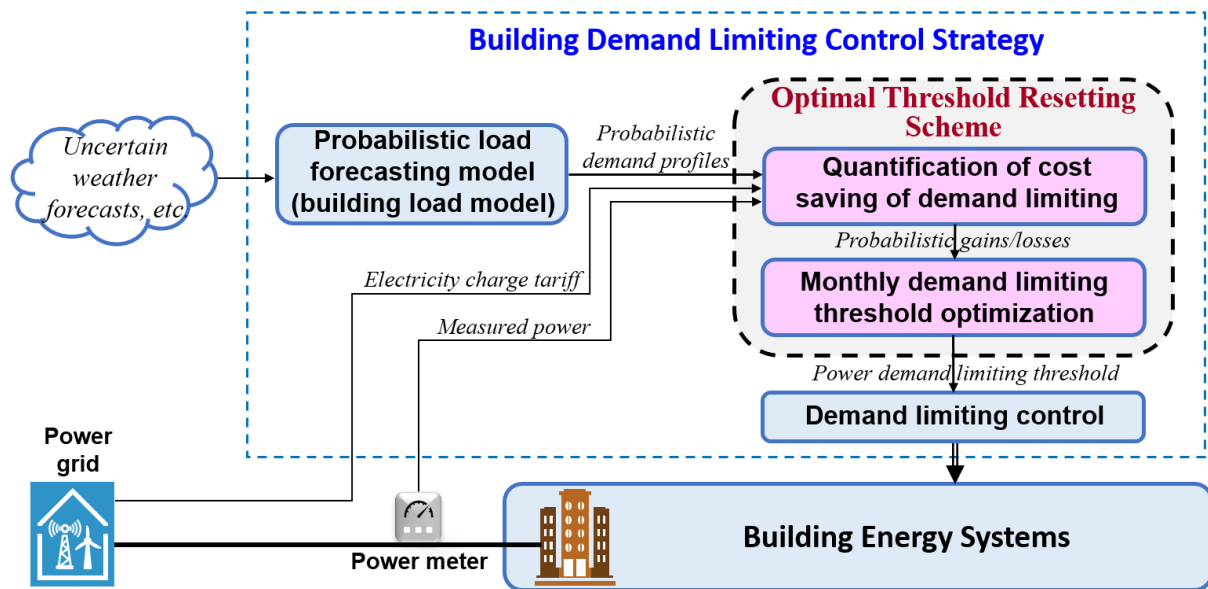 Building Demand Limiting Control Strategy
Optimal Threshold Resetting
Scheme
Uncertain
weather
forecasts, etc.
Probabilistic load
forecasting model
(building load model)
Probabilistic
demand profiles
Quantification of cost
saving of demand limiting
Probabilistic gains/losses
Electricity charge tariff
Monthly demand limiting
threshold optimization
Measured power
Power demand limiting threshold
Demand limiting control
Power
grid
Power meter
Building Energy Systems